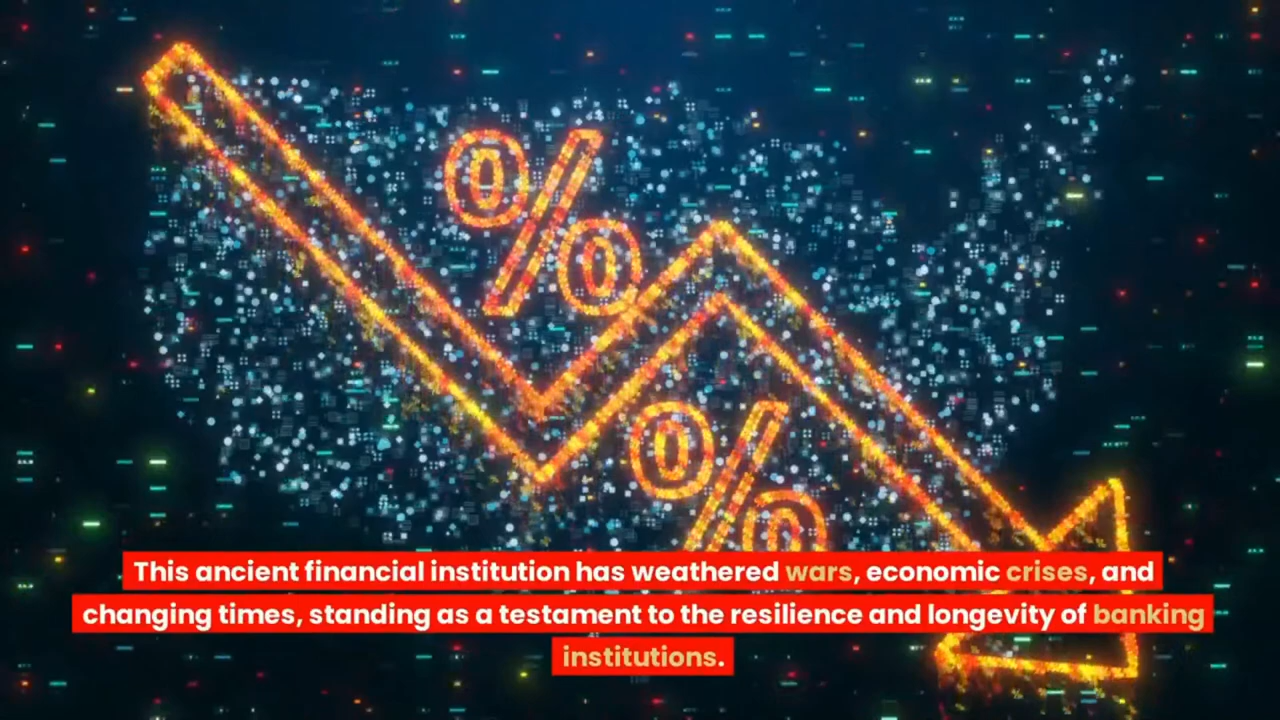 %
%
This ancient financial institution has weathered wars, economic crises, and
changing times, standing as a testament to the resilience and longevity of banking
institutions.